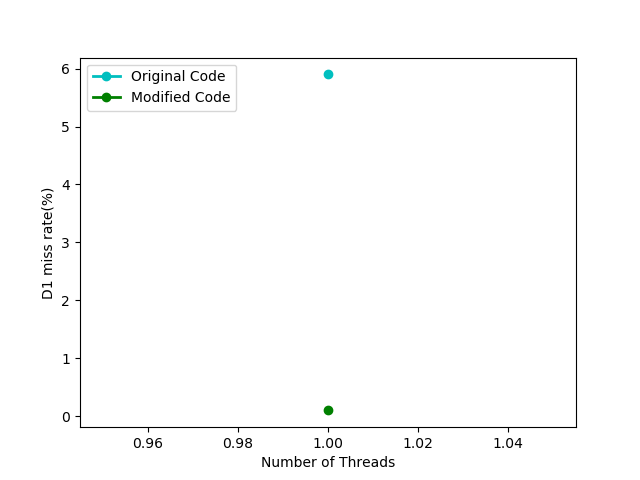 Original Code
Modified Code
6
5
4
3
2
1
0
D1 miss rate(%)
0.96 0.98 1.00 1.02 1.04
Number of Threads